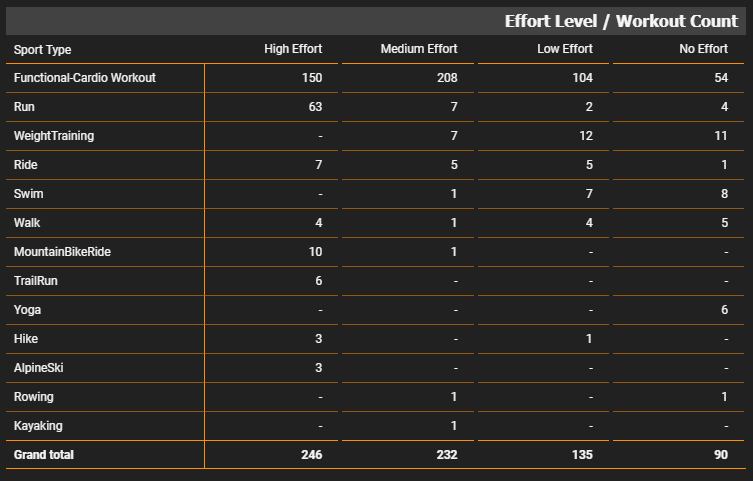 Effort Level / Workout Count
Sport Type High Effort Medium Effort Low Effort No Effort
Functional-Cardio Workout 150 208 104 54
Run 63 7 2 4
WeightTraining - 7 12 11
Ride 7 5 5 1
Swim - 1 7 8
Walk 4 1 4 5
MountainBikeRide 10 1 - -
TrailRun 6 - - -
Yoga - - - 6
Hike 3 - 1 -
AlpineSki 3 - - -
Rowing - 1 - 1
Kayaking - 1 - -
Grand total 246 232 135 90